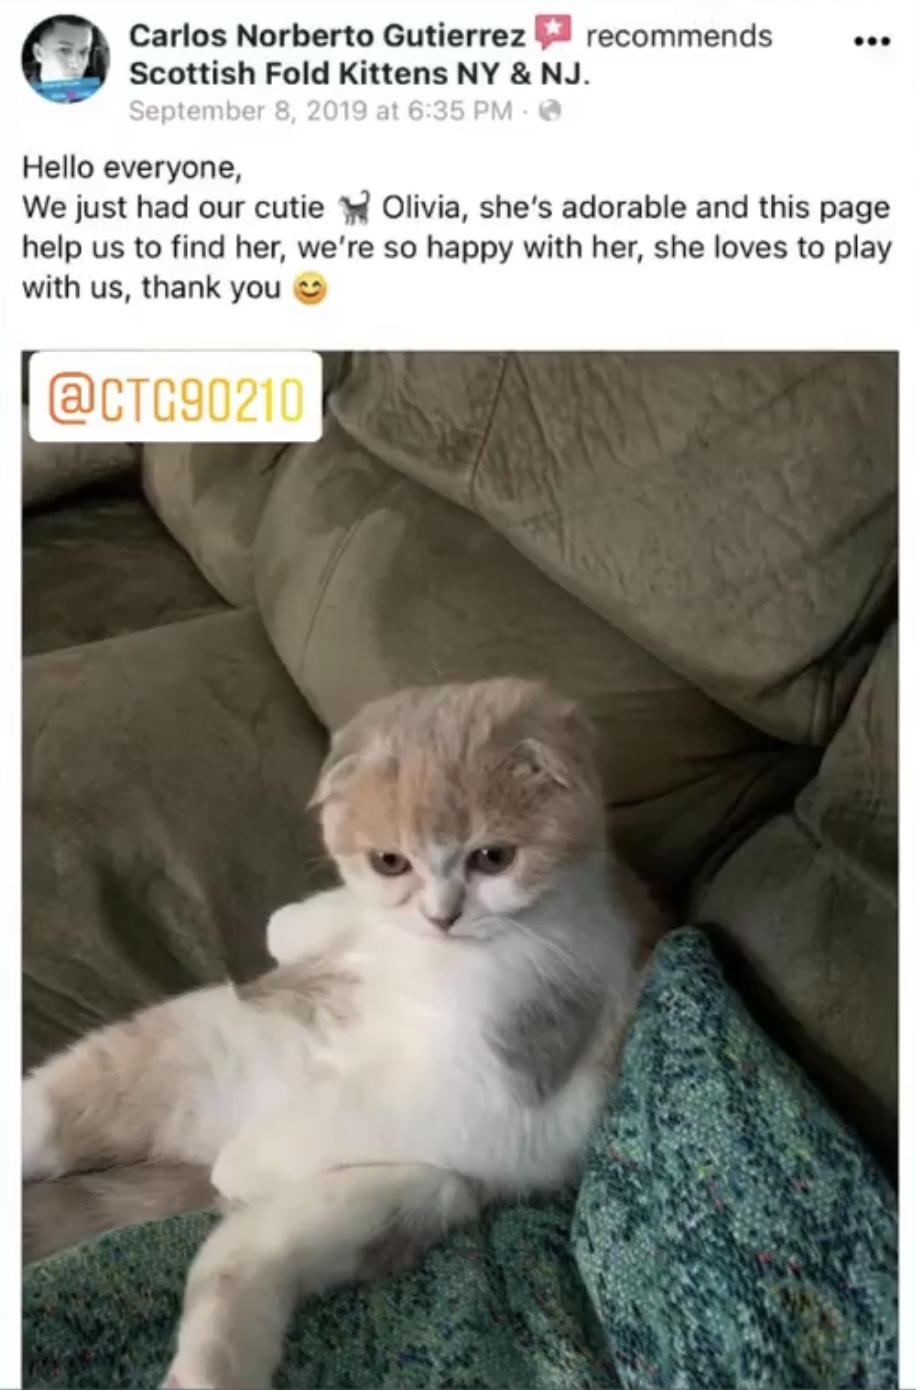 Carlos Norberto Gutierrez recommends
Scottish Fold Kittens NY & NJ.
September 8, 2019 at 6:35 PM ·
Hello everyone,
We just had our cutie 🐈 Olivia, she's adorable and this page
help us to find her, we're so happy with her, she loves to play
with us, thank you 😊
@CTG90210